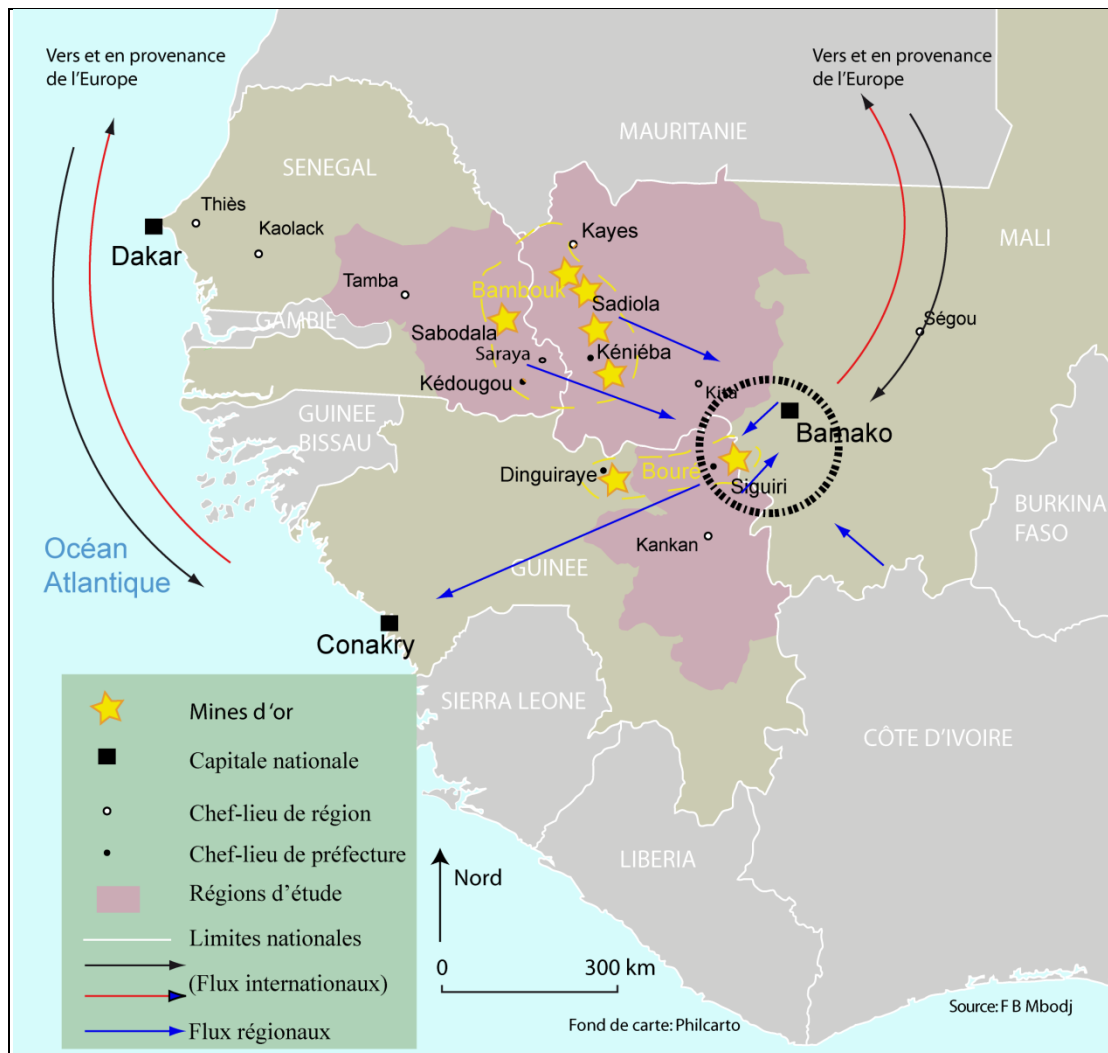 Vers et en provenance
de l'Europe
Vers et en provenance
de l'Europe
MAURITANIE
SENEGAL
Thiès
Kaolack
Dakar
Kayes
MALI
Tamba
Bambouk
Sadiola
GAMBIE
Sabodala
Ségou
Saraya
Kéniéba
Kédougou
Kita
GUINEE
BISSAU
Bamako
Dinguiraye
Bouré
Siguiri
BURKINA
FASO
Kankan
Océan
Atlantique
GUINEE
Conakry
SIERRA LEONE
CÔTE D'IVOIRE
LIBERIA
Mines d'or
Capitale nationale
Chef-lieu de région
Chef-lieu de préfecture
Régions d'étude
Limites nationales
(Flux internationaux)
Flux régionaux
Nord
0 300 km
Fond de carte: Philcarto
Source: F B Mbodj